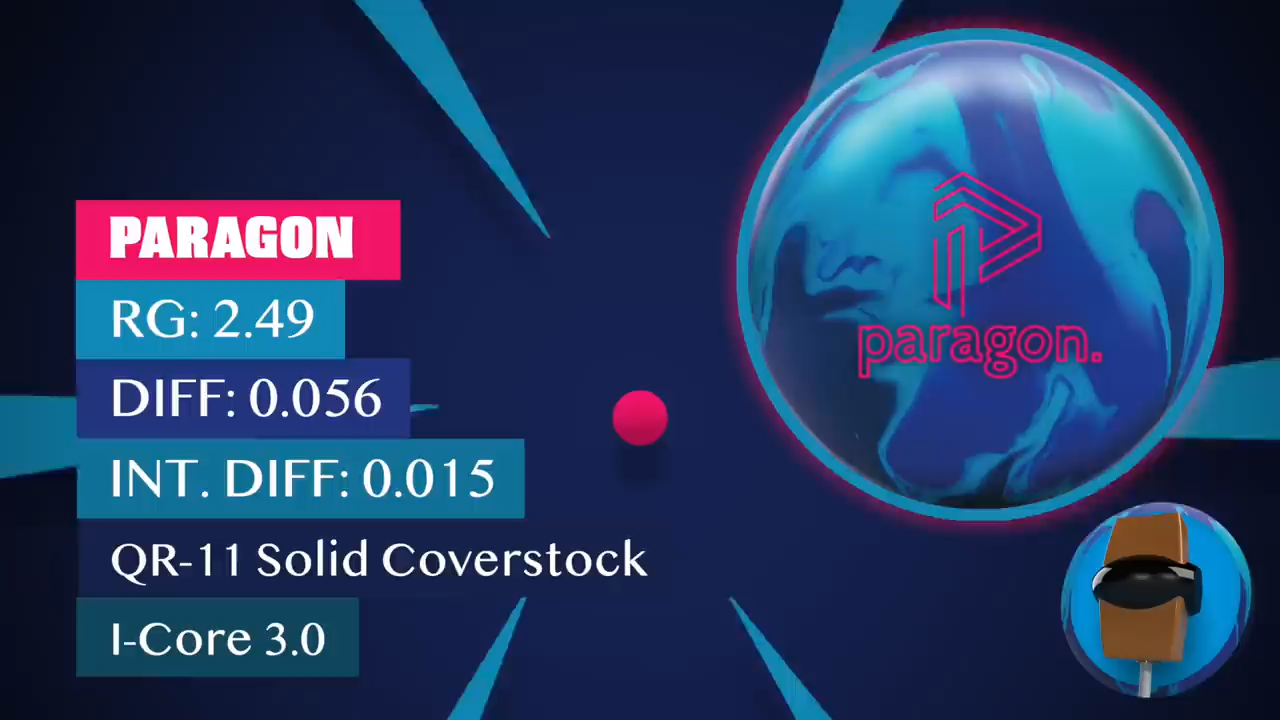 PARAGON
RG: 2.49
DIFF: 0.056
INT. DIFF: 0.015
QR-11 Solid Coverstock
I-Core 3.0
paragon.